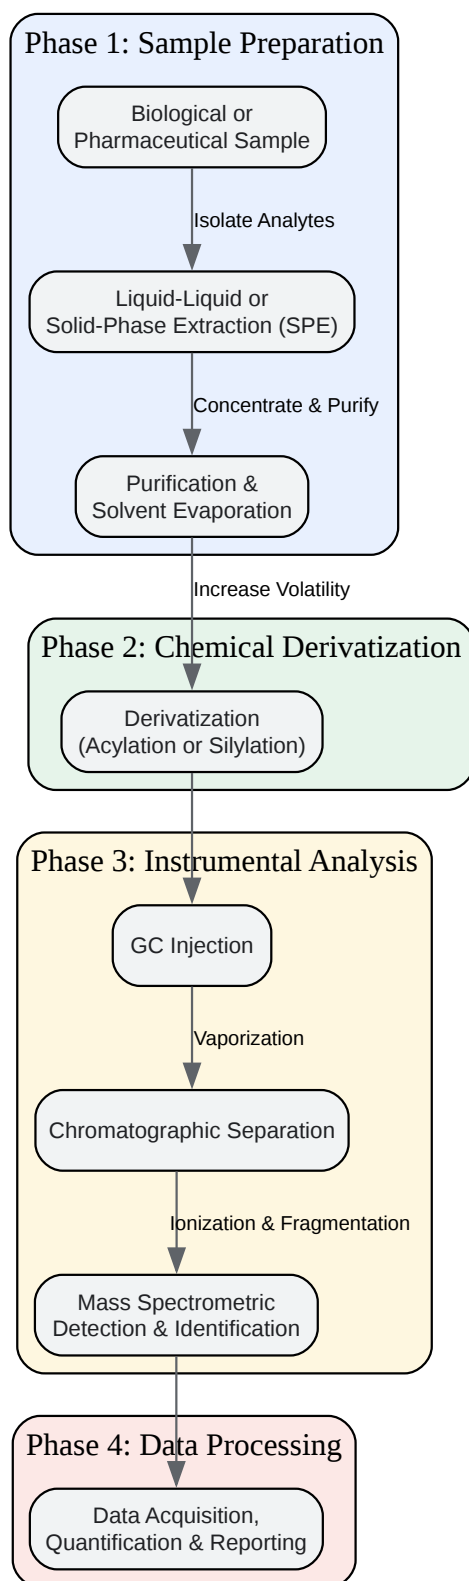 Phase 1: Sample Preparation
Biological or
Pharmaceutical Sample
Isolate Analytes
Liquid-Liquid or
Solid-Phase Extraction (SPE)
Concentrate & Purify
Purification &
Solvent Evaporation
Increase Volatility
Phase 2: Chemical Derivatization
Derivatization
(Acylation or Silylation)
Phase 3: Instrumental Analysis
GC Injection
Vaporization
Chromatographic Separation
Ionization & Fragmentation
Mass Spectrometric
Detection & Identification
Phase 4: Data Processing
Data Acquisition,
Quantification & Reporting